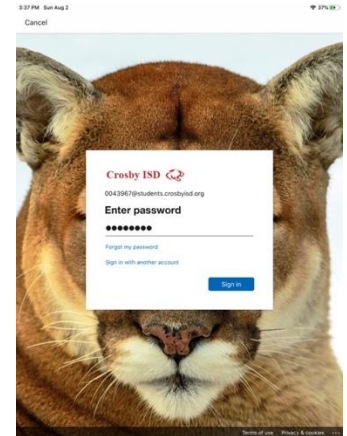 3:37 PM Sun Aug 2 37%
Cancel
Crosby ISD
0043967@students.crosbyisd.org
Enter password
●●●●●●●●
Forgot my password
Sign in with another account
Sign in
Terms of use Privacy & cookies ...